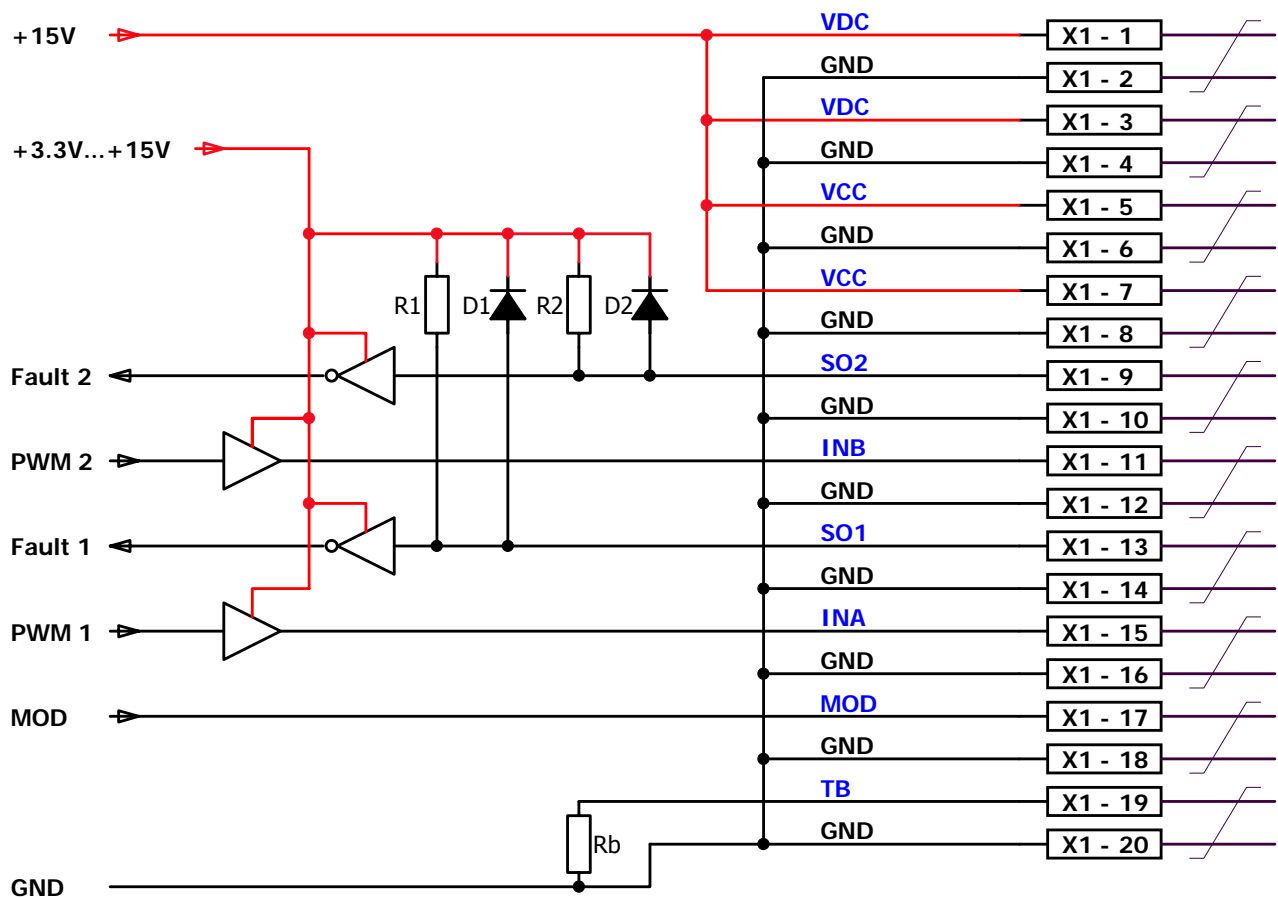 +15V VDC X1 - 1
GND X1 - 2
VDC X1 - 3
+3.3V...+15V GND X1 - 4
VCC X1 - 5
GND X1 - 6
VCC X1 - 7
R1 D1 R2 D2
GND X1 - 8
Fault 2 SO2 X1 - 9
GND X1 - 10
PWM 2 INB X1 - 11
GND X1 - 12
Fault 1 SO1 X1 - 13
GND X1 - 14
PWM 1 INA X1 - 15
GND X1 - 16
MOD MOD X1 - 17
GND X1 - 18
TB X1 - 19
Rb GND X1 - 20
GND